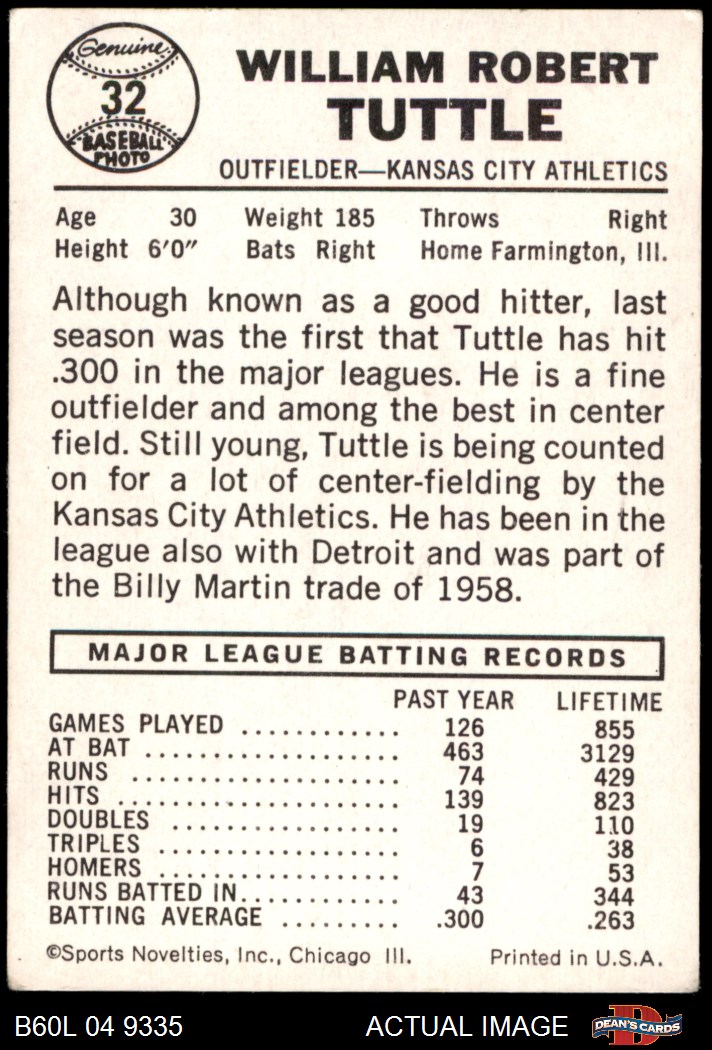 Genuine
32
BASEBALL
PHOTO
WILLIAM ROBERT
TUTTLE
OUTFIELDER—KANSAS CITY ATHLETICS
Age 30 Weight 185 Throws Right
Height 6'0" Bats Right Home Farmington, Ill.
Although known as a good hitter, last
season was the first that Tuttle has hit
.300 in the major leagues. He is a fine
outfielder and among the best in center
field. Still young, Tuttle is being counted
on for a lot of center-fielding by the
Kansas City Athletics. He has been in the
league also with Detroit and was part of
the Billy Martin trade of 1958.
MAJOR LEAGUE BATTING RECORDS
PAST YEAR LIFETIME
GAMES PLAYED ............ 126 855
AT BAT .................... 463 3129
RUNS ..................... 74 429
HITS ...................... 139 823
DOUBLES ................. 19 110
TRIPLES .................. 6 38
HOMERS .................. 7 53
RUNS BATTED IN............ 43 344
BATTING AVERAGE ......... .300 .263
©Sports Novelties, Inc., Chicago Ill. Printed in U.S.A.
B60L 04 9335 ACTUAL IMAGE D DEAN'S CARDS